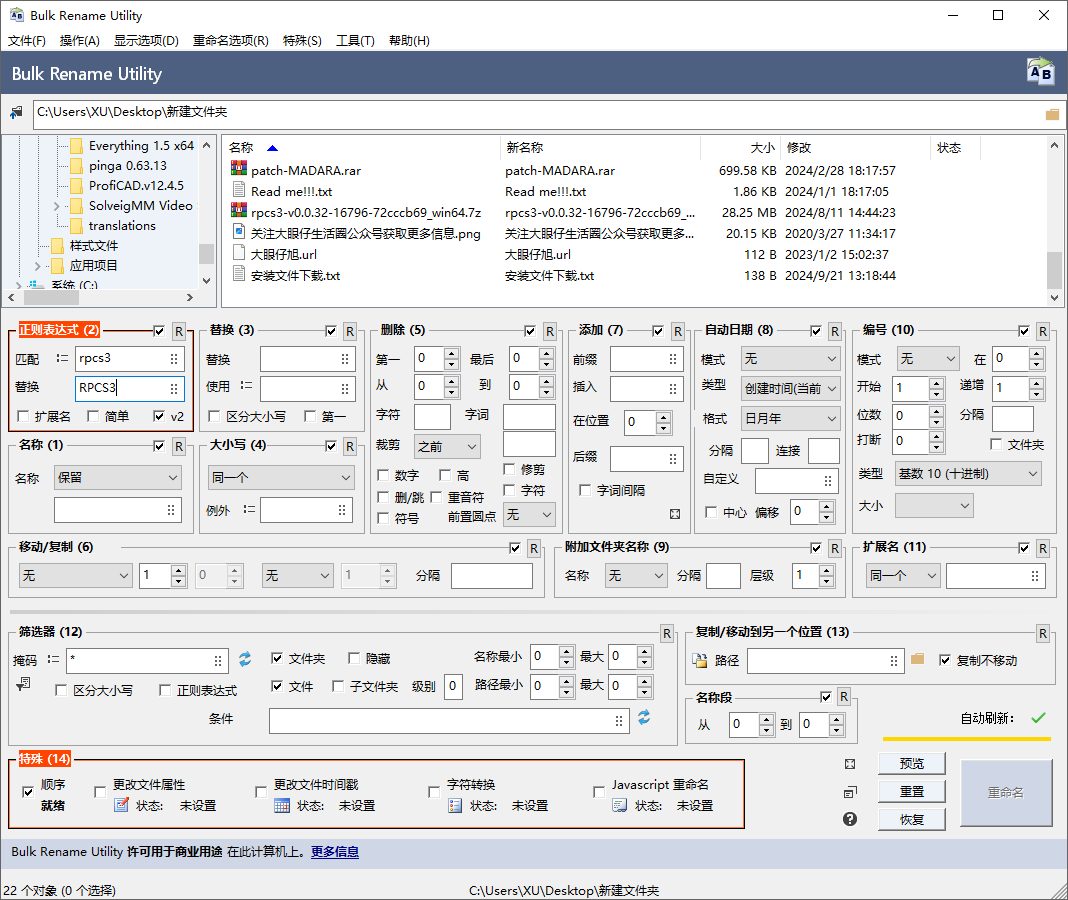 Bulk Rename Utility
文件(F) 操作(A) 显示选项(D) 重命名选项(R) 特殊(S) 工具(T) 帮助(H)
Bulk Rename Utility
C:\Users\XU\Desktop\新建文件夹
Everything 1.5 x64
pinga 0.63.13
ProfiCAD.v12.4.5
SolveigMM Video
translations
样式文件
应用项目
系统 (C:)
名称 新名称 大小 修改 状态
patch-MADARA.rar patch-MADARA.rar 699.58 KB 2024/2/28 18:17:57
Read me!!!.txt Read me!!!.txt 1.86 KB 2024/1/1 18:17:05
rpcs3-v0.0.32-16796-72cccb69_win64.7z rpcs3-v0.0.32-16796-72cccb69_... 28.25 MB 2024/8/11 14:44:23
关注大眼仔生活圈公众号获取更多信息.png 关注大眼仔生活圈公众号获取更多... 20.15 KB 2020/3/27 11:34:17
大眼仔旭.url 大眼仔旭.url 112 B 2023/1/2 15:02:37
安装文件下载.txt 安装文件下载.txt 138 B 2024/9/21 13:18:44
正则表达式 (2) R
匹配 rpcs3
替换 RPCS3
扩展名 简单 v2
替换 (3) R
替换
使用
区分大小写 第一
删除 (5) R
第一 0 最后 0
从 0 到 0
字符 字词
裁剪 之前
数字 高 修剪
删/跳 重音符 字符
符号 前置圆点 无
添加 (7) R
前缀
插入
在位置 0
后缀
字词间隔
自动日期 (8) R
模式 无
类型 创建时间(当前
格式 日月年
分隔 连接
自定义
中心 偏移 0
编号 (10) R
模式 无 在 0
开始 1 递增 1
位数 0 分隔
打断 0 文件夹
类型 基数 10 (十进制)
大小
名称 (1) R
名称 保留
大小写 (4) R
同一个
例外
移动/复制 (6) R
无 1 0 无 1 分隔
附加文件夹名称 (9) R
名称 无 分隔 层级 1
扩展名 (11) R
同一个
筛选器 (12) R
掩码 * 文件夹 隐藏 名称最小 0 最大 0
区分大小写 正则表达式 文件 子文件夹 级别 0 路径最小 0 最大 0
条件
复制/移动到另一个位置 (13) R
路径 复制不移动
名称段 R
从 0 到 0
自动刷新：
特殊 (14)
顺序 更改文件属性 更改文件时间戳 字符转换 Javascript 重命名
就绪 状态： 未设置 状态： 未设置 状态： 未设置 状态： 未设置
预览
重置
恢复
重命名
Bulk Rename Utility 许可用于商业用途 在此计算机上。 更多信息
22 个对象 (0 个选择) C:\Users\XU\Desktop\新建文件夹